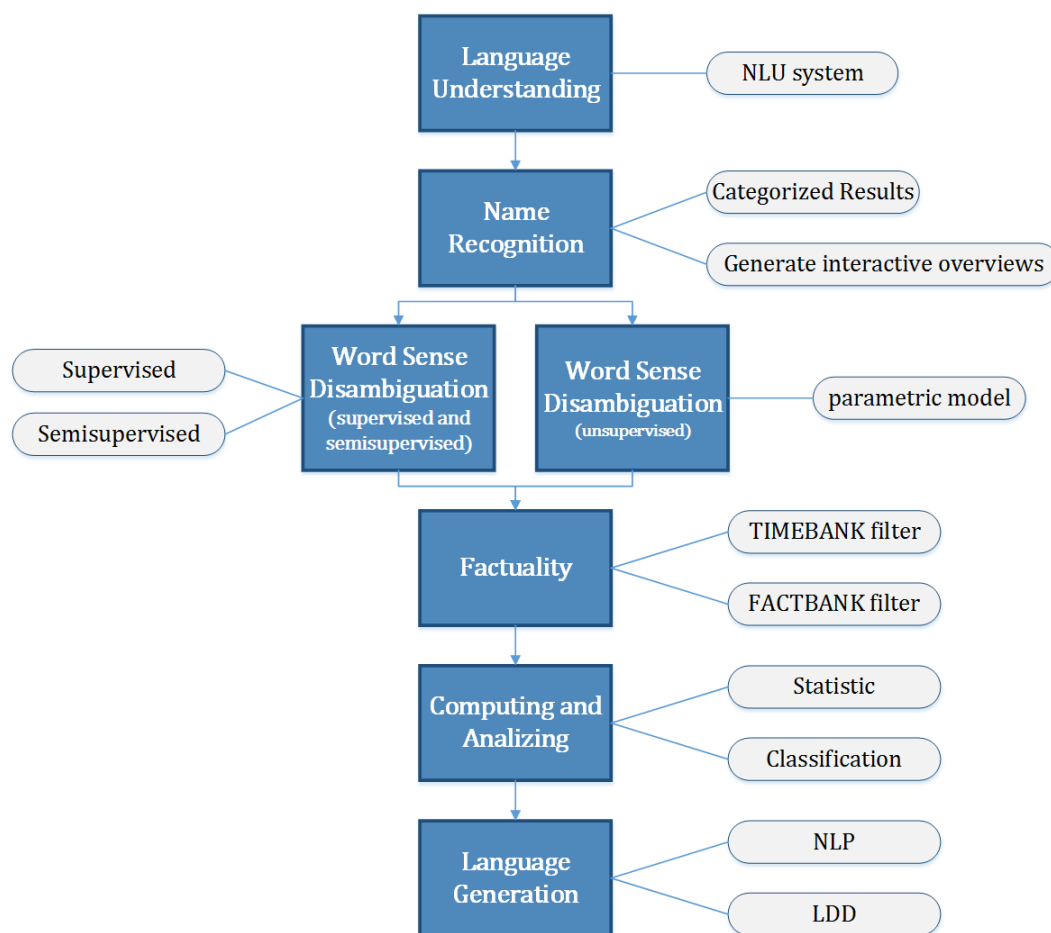 Language
Understanding
NLU system
Name
Recognition
Categorized Results
Generate interactive overviews
Supervised
Semisupervised
Word Sense
Disambiguation
(supervised and
semisupervised)
Word Sense
Disambiguation
(unsupervised)
parametric model
Factuality
TIMEBANK filter
FACTBANK filter
Computing and
Analizing
Statistic
Classification
Language
Generation
NLP
LDD